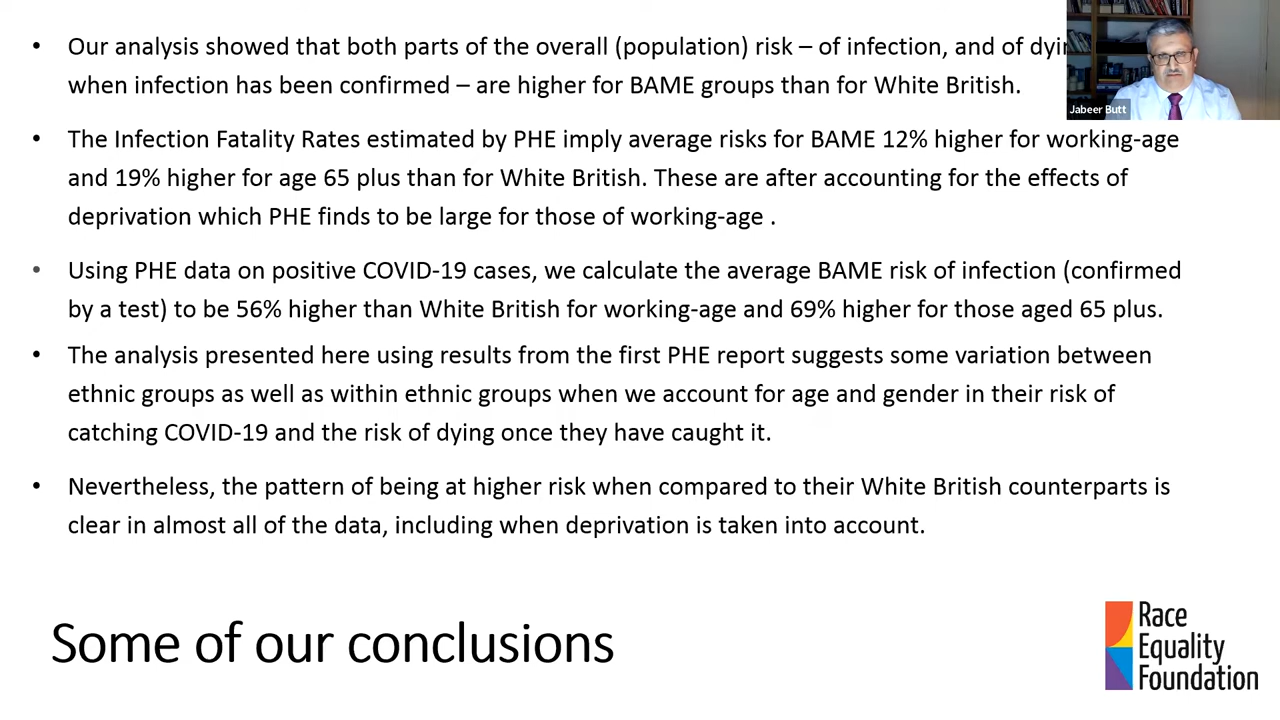 • Our analysis showed that both parts of the overall (population) risk – of infection, and of
when infection has been confirmed – are higher for BAME groups than for White British.
• The Infection Fatality Rates estimated by PHE imply average risks for BAME 12% higher for working-age
and 19% higher for age 65 plus than for White British. These are after accounting for the effects of
deprivation which PHE finds to be large for those of working-age .
• Using PHE data on positive COVID-19 cases, we calculate the average BAME risk of infection (confirmed
by a test) to be 56% higher than White British for working-age and 69% higher for those aged 65 plus.
• The analysis presented here using results from the first PHE report suggests some variation between
ethnic groups as well as within ethnic groups when we account for age and gender in their risk of
catching COVID-19 and the risk of dying once they have caught it.
• Nevertheless, the pattern of being at higher risk when compared to their White British counterparts is
clear in almost all of the data, including when deprivation is taken into account.
Some of our conclusions
Jabeer Butt
Race
Equality
Foundation